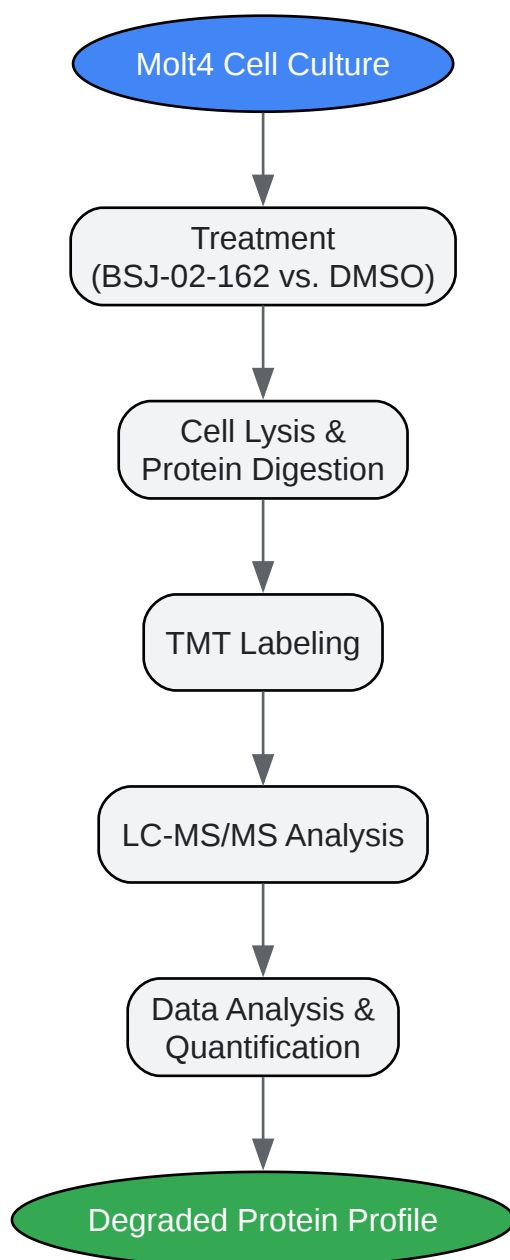 Molt4 Cell Culture
Treatment
(BSJ-02-162 vs. DMSO)
Cell Lysis &
Protein Digestion
TMT Labeling
LC-MS/MS Analysis
Data Analysis &
Quantification
Degraded Protein Profile